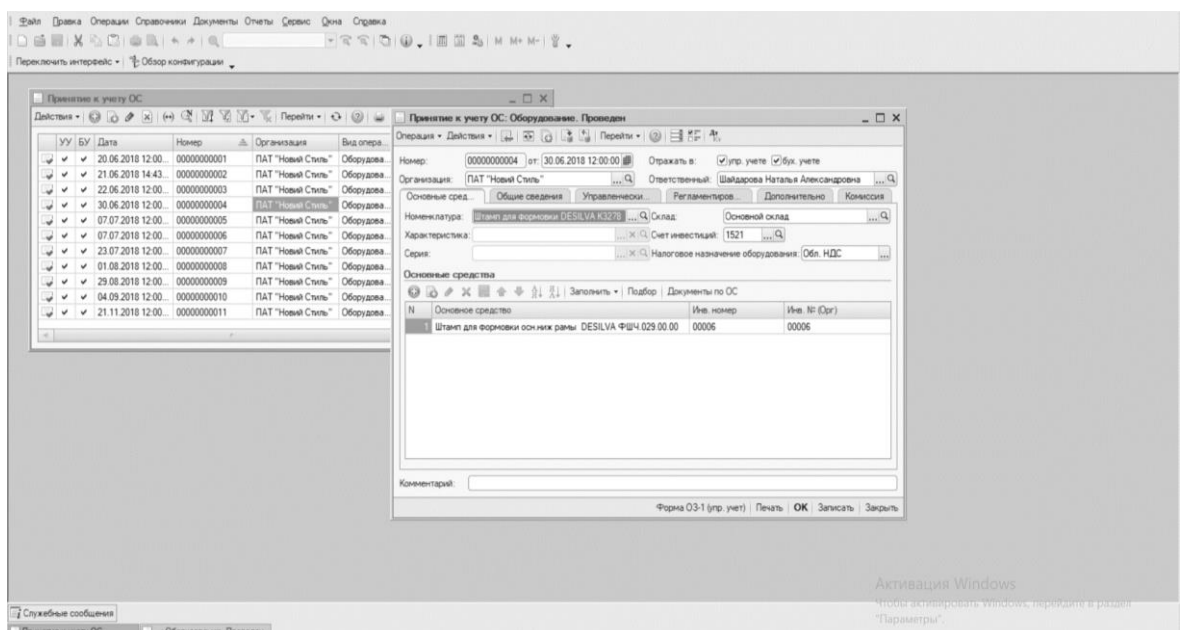 Файл Правка Операции Справочники Документы Отчеты Сервис Окна Справка
M M+ M-
Переключить интерфейс Обзор конфигурации
Принятие к учету ОС
Действия Перейти
УУ БУ Дата Номер Организация Вид опера...
20.06.2018 12:00... 00000000001 ПАТ "Новий Стиль" Оборудова...
21.06.2018 14:43... 00000000002 ПАТ "Новий Стиль" Оборудова...
22.06.2018 12:00... 00000000003 ПАТ "Новий Стиль" Оборудова...
30.06.2018 12:00... 00000000004 ПАТ "Новий Стиль" Оборудова...
07.07.2018 12:00... 00000000005 ПАТ "Новий Стиль" Оборудова...
07.07.2018 12:00... 00000000006 ПАТ "Новий Стиль" Оборудова...
23.07.2018 12:00... 00000000007 ПАТ "Новий Стиль" Оборудова...
01.08.2018 12:00... 00000000008 ПАТ "Новий Стиль" Оборудова...
29.08.2018 12:00... 00000000009 ПАТ "Новий Стиль" Оборудова...
04.09.2018 12:00... 00000000010 ПАТ "Новий Стиль" Оборудова...
21.11.2018 12:00... 00000000011 ПАТ "Новий Стиль" Оборудова...
Принятие к учету ОС: Оборудование. Проведен
Операция Действия Перейти
Номер: 00000000004 от: 30.06.2018 12:00:00 Отражать в: упр. учете бух. учете
Организация: ПАТ "Новий Стиль" ... Ответственный: Шайдарова Наталья Александровна ...
Основные сред... Общие сведения Управленчески... Регламентиров... Дополнительно Комиссия
Номенклатура: Штамп для формовки DESILVA К3278 ... Склад: Основной склад ...
Характеристика: ... Счет инвестиций: 1521 ...
Серия: ... Налоговое назначение оборудования: Обл. НДС ...
Основные средства
Заполнить Подбор Документы по ОС
N Основное средство Инв. номер Инв. № (Орг)
1 Штамп для формовки осн.ниж рамы DESILVA ФШЧ.029.00.00 00006 00006
Комментарий:
Форма ОЗ-1 (упр. учет) Печать OK Записать Закрыть
Активация Windows
Чтобы активировать Windows, перейдите в раздел
"Параметры".
Служебные сообщения